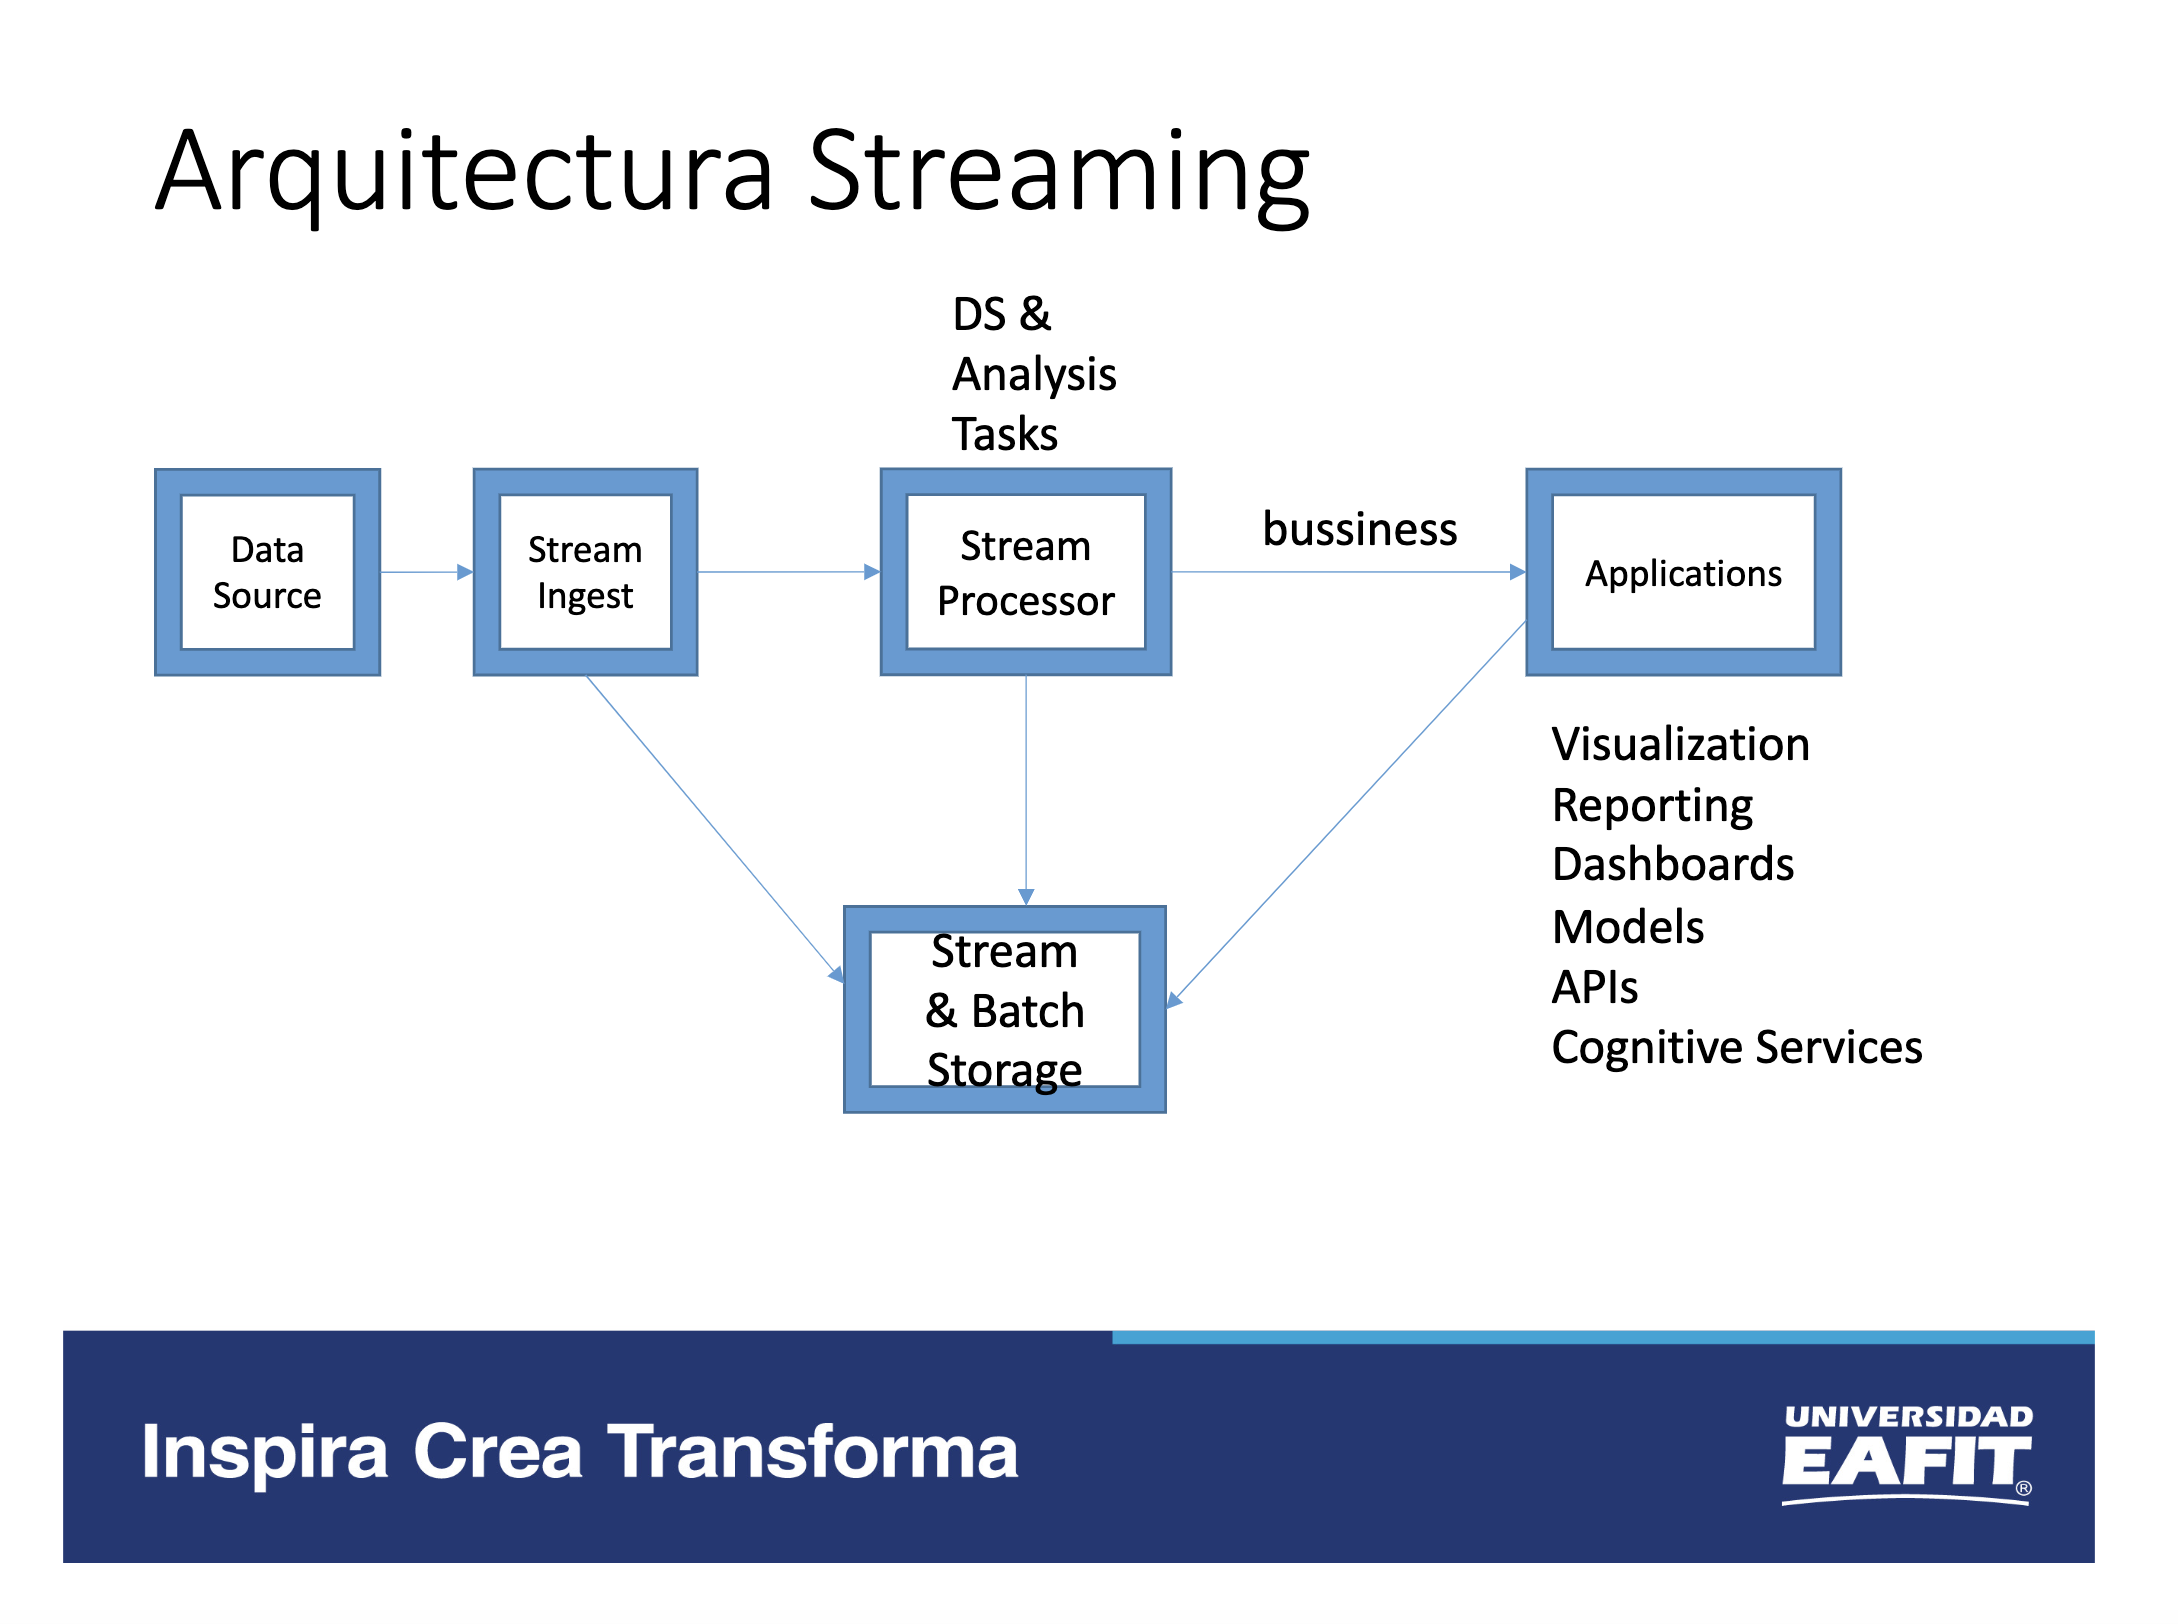 Arquitectura Streaming
DS &
Analysis
Tasks
Data
Source
Stream
Ingest
Stream
Processor
bussiness
Applications
Visualization
Reporting
Dashboards
Models
APIs
Cognitive Services
Stream
& Batch
Storage
Inspira Crea Transforma
UNIVERSIDAD
EAFIT®